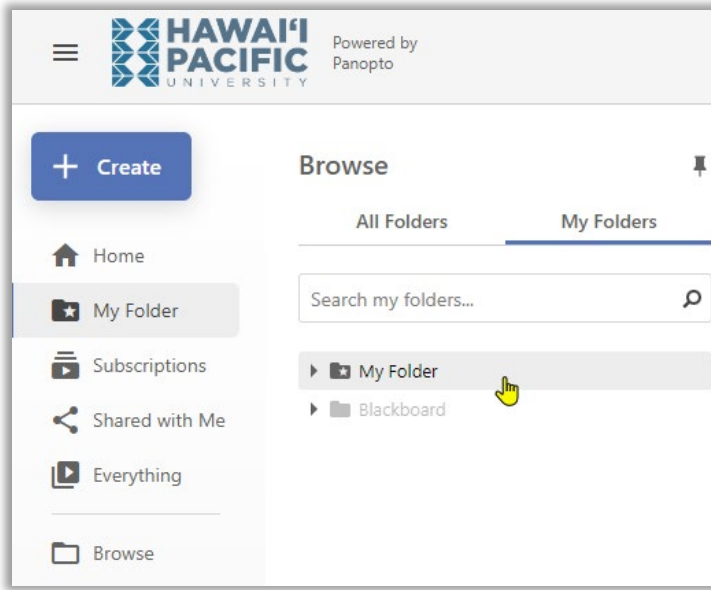 HAWAIʻI
PACIFIC
UNIVERSITY
Powered by
Panopto
+ Create
Home
My Folder
Subscriptions
Shared with Me
Everything
Browse
Browse
All Folders
My Folders
Search my folders...
My Folder
Blackboard